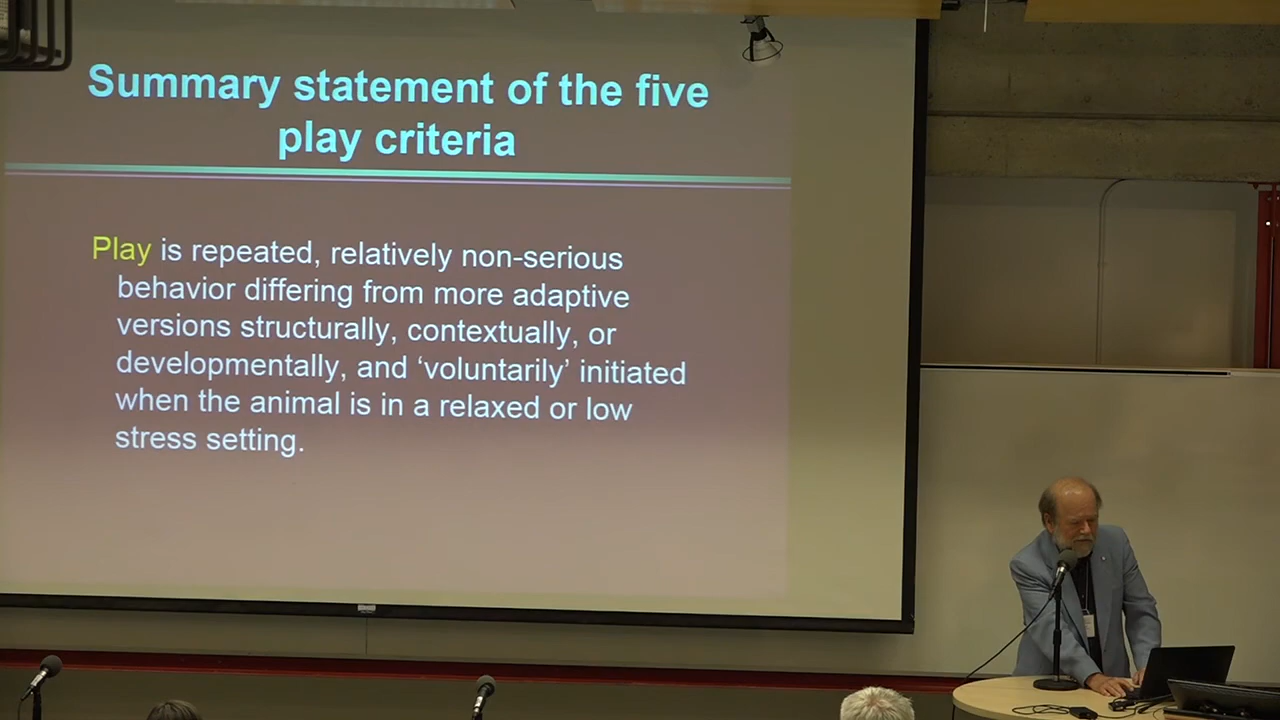 Summary statement of the five
play criteria
Play is repeated, relatively non-serious
behavior differing from more adaptive
versions structurally, contextually, or
developmentally, and ‘voluntarily’ initiated
when the animal is in a relaxed or low
stress setting.